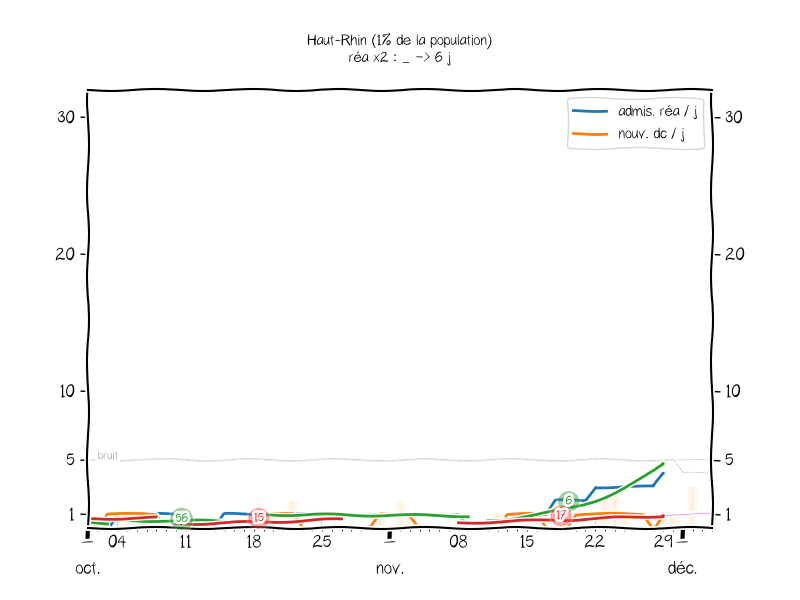 Haut-Rhin (1% de la population)
réa x2 : _ -> 6 j
admis. réa / j
nouv. dc / j
30
30
20
20
10
10
bruit
5
5
6
56
15
17
1
1
04
11
18
25
08
15
22
29
oct.
nov.
déc.